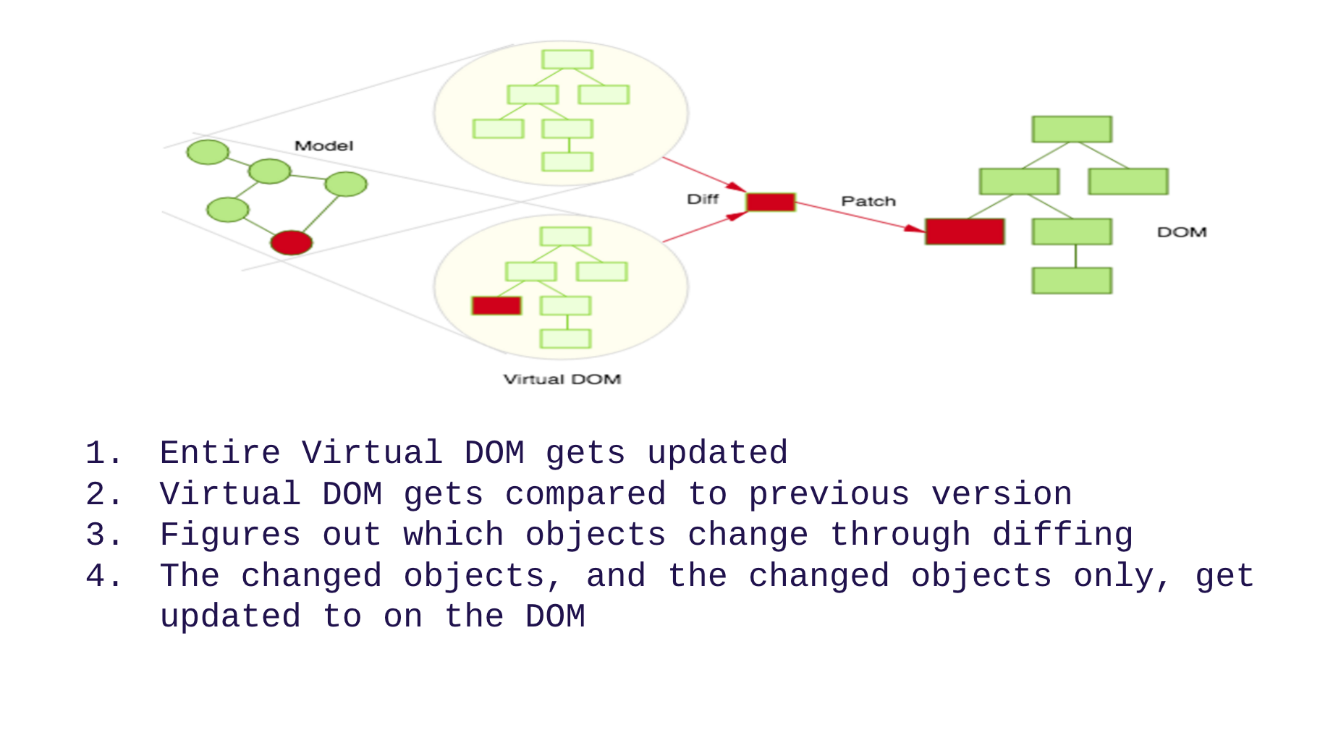 Model
Diff
Patch
DOM
Virtual DOM
1. Entire Virtual DOM gets updated
2. Virtual DOM gets compared to previous version
3. Figures out which objects change through diffing
4. The changed objects, and the changed objects only, get
updated to on the DOM